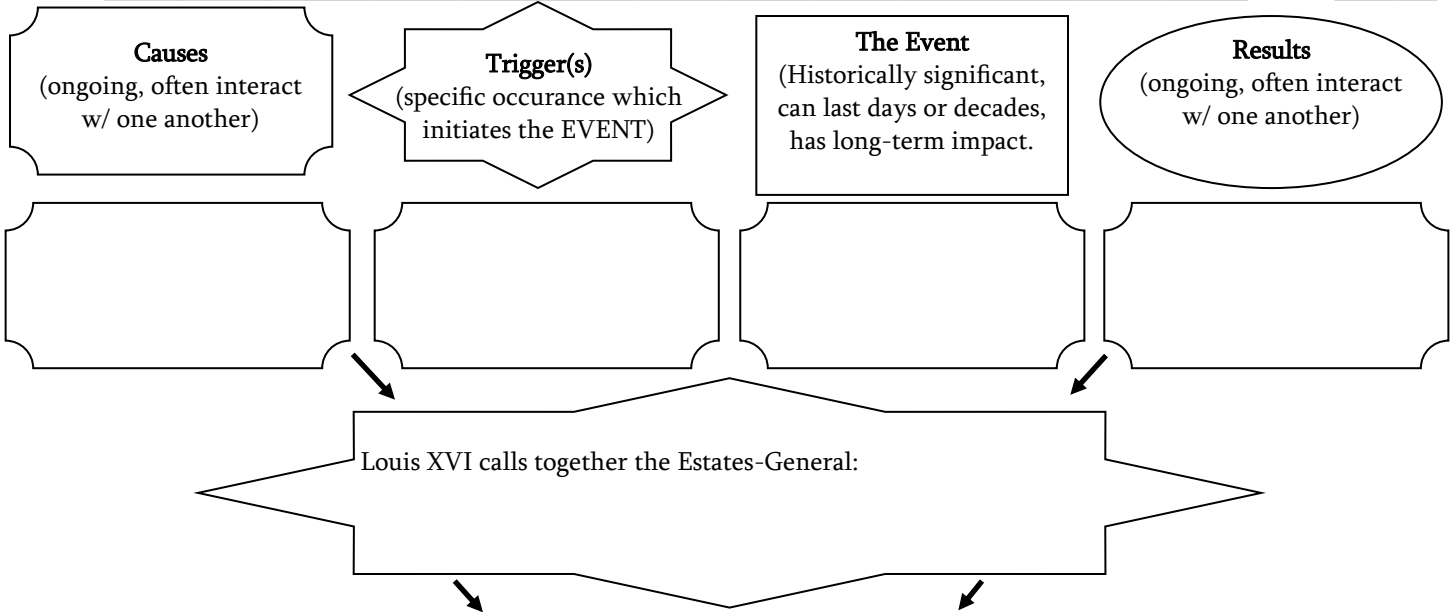 Causes
(ongoing, often interact
w/ one another)
Trigger(s)
(specific occurance which
initiates the EVENT)
The Event
(Historically significant,
can last days or decades,
has long-term impact.
Results
(ongoing, often interact
w/ one another)
Louis XVI calls together the Estates-General: